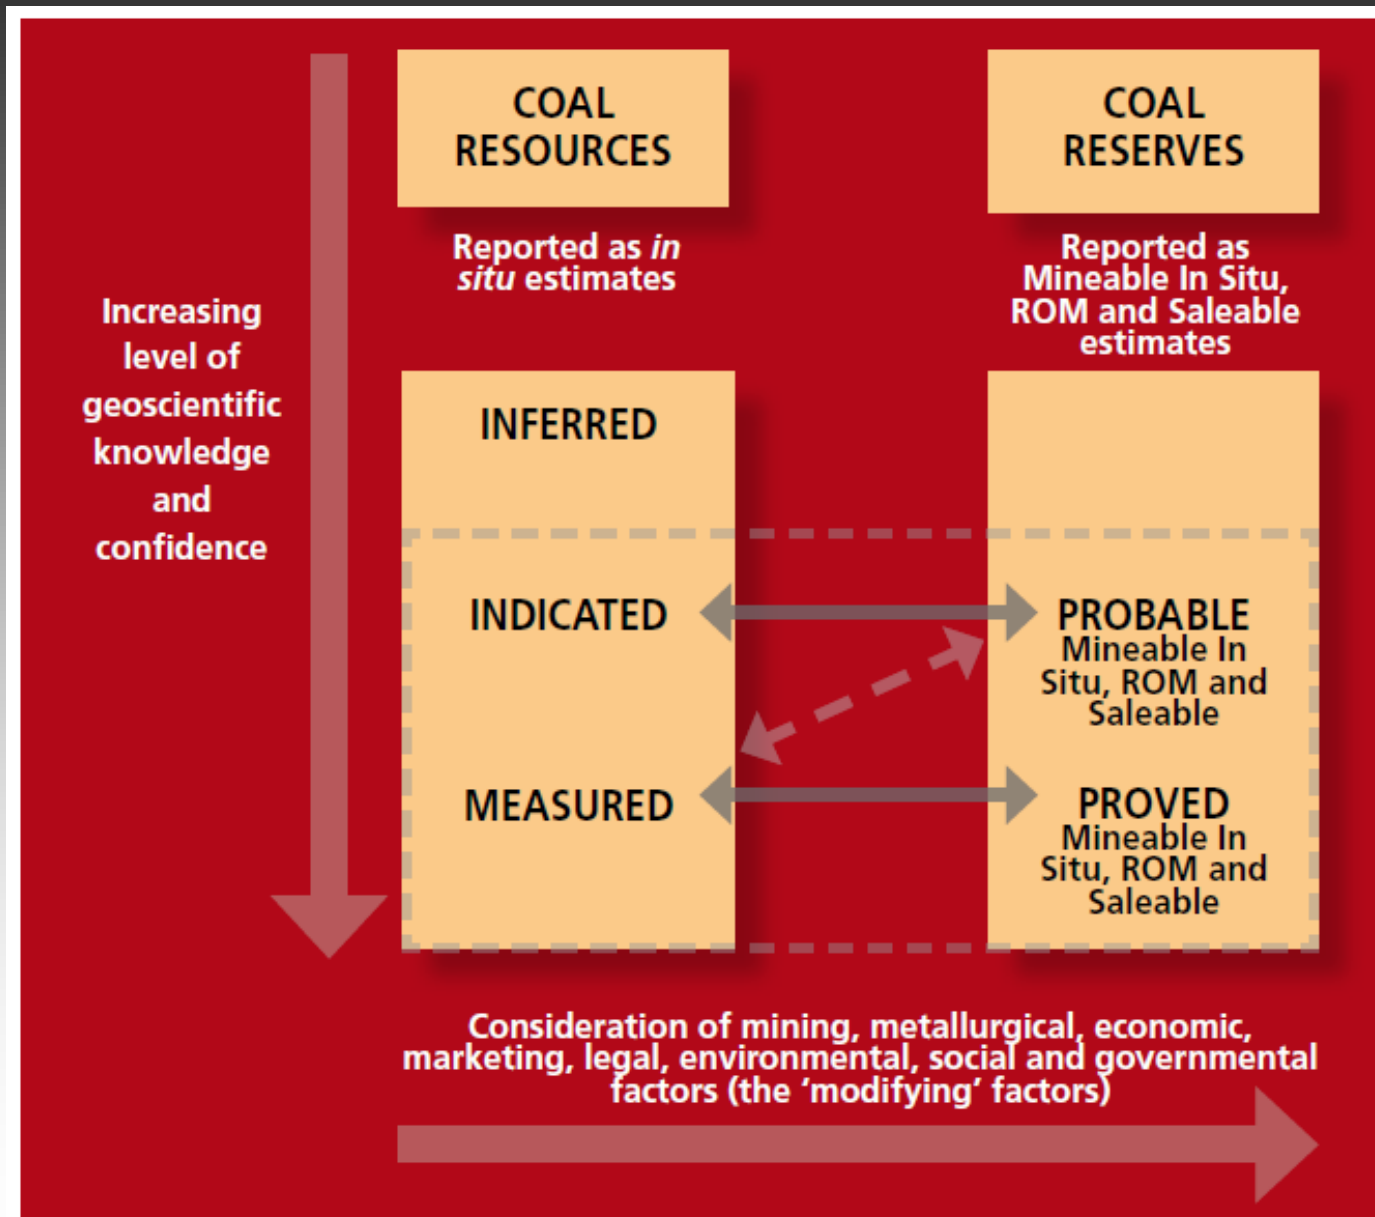 COAL
RESOURCES
COAL
RESERVES
Reported as in
situ estimates
Reported as
Mineable In Situ,
ROM and Saleable
estimates
Increasing
level of
geoscientific
knowledge
and
confidence
INFERRED
INDICATED
PROBABLE
Mineable In
Situ, ROM and
Saleable
MEASURED
PROVED
Mineable In
Situ, ROM and
Saleable
Consideration of mining, metallurgical, economic,
marketing, legal, environmental, social and governmental
factors (the ‘modifying’ factors)